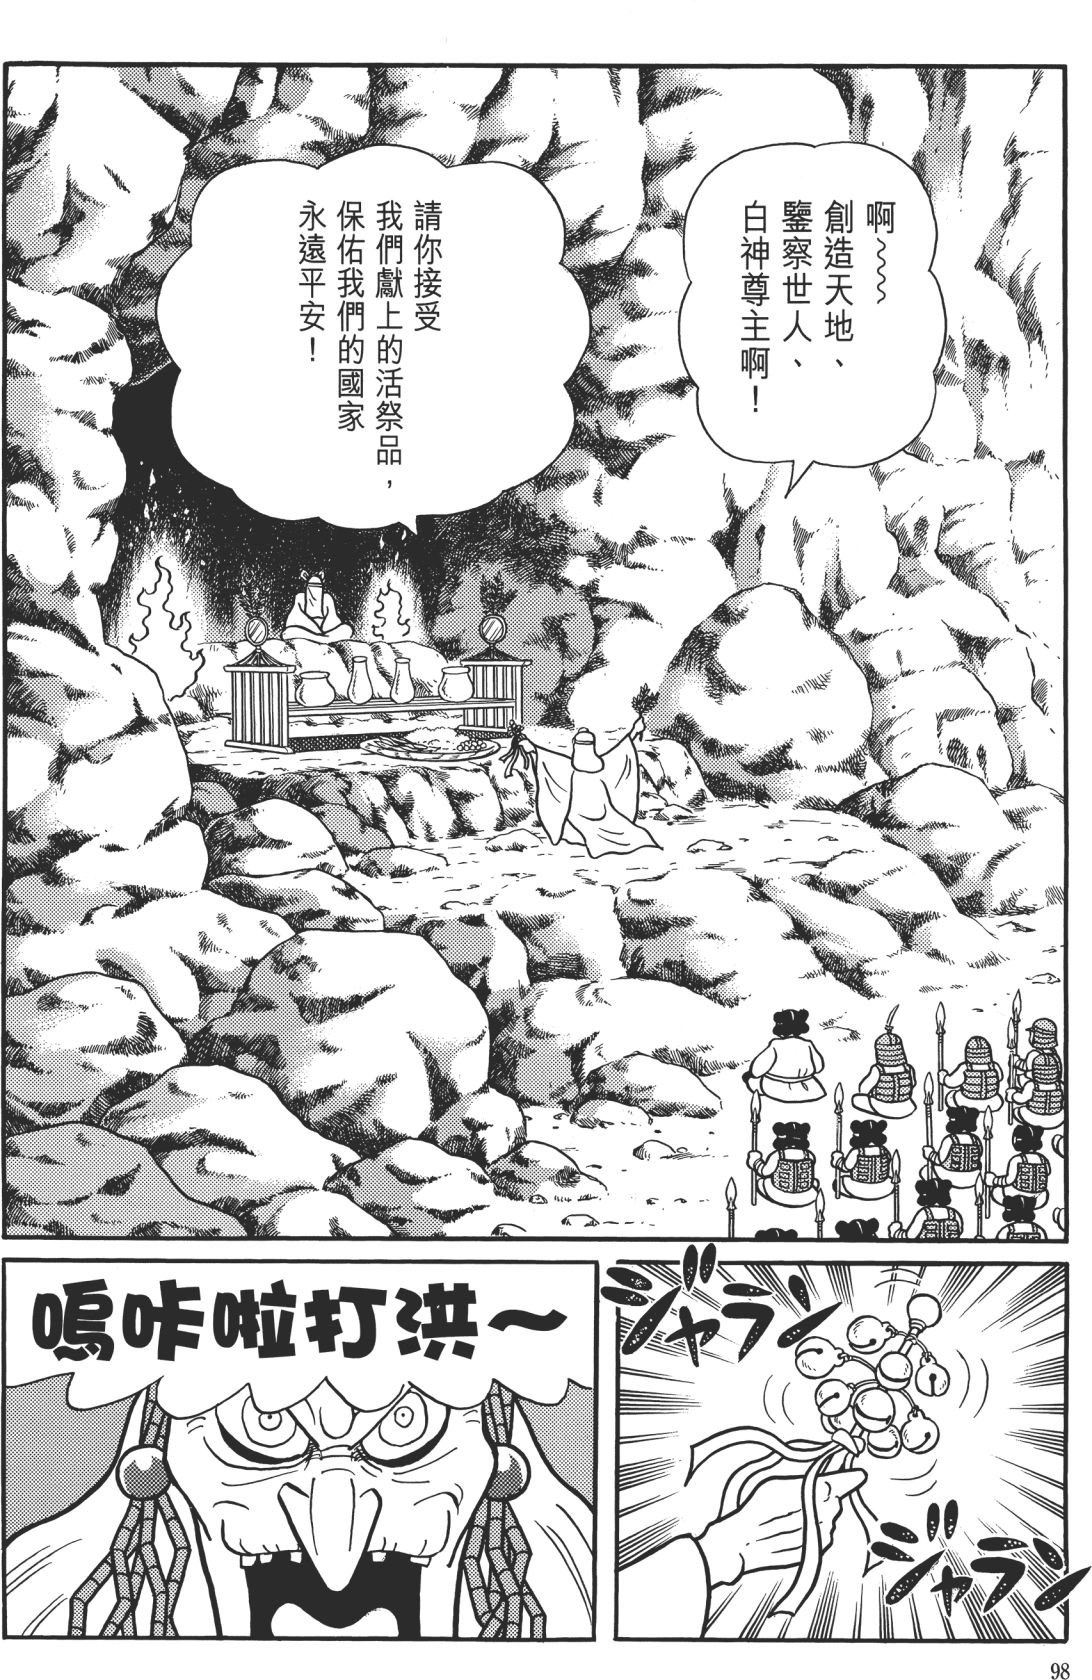 啊~~~
創造天地、
鑒察世人、
白神尊主啊！
請你接受
我們獻上的活祭品，
保佑我們的國家
永遠平安！
ジャラン
ジャラン
嗚咔啦打洪～
98